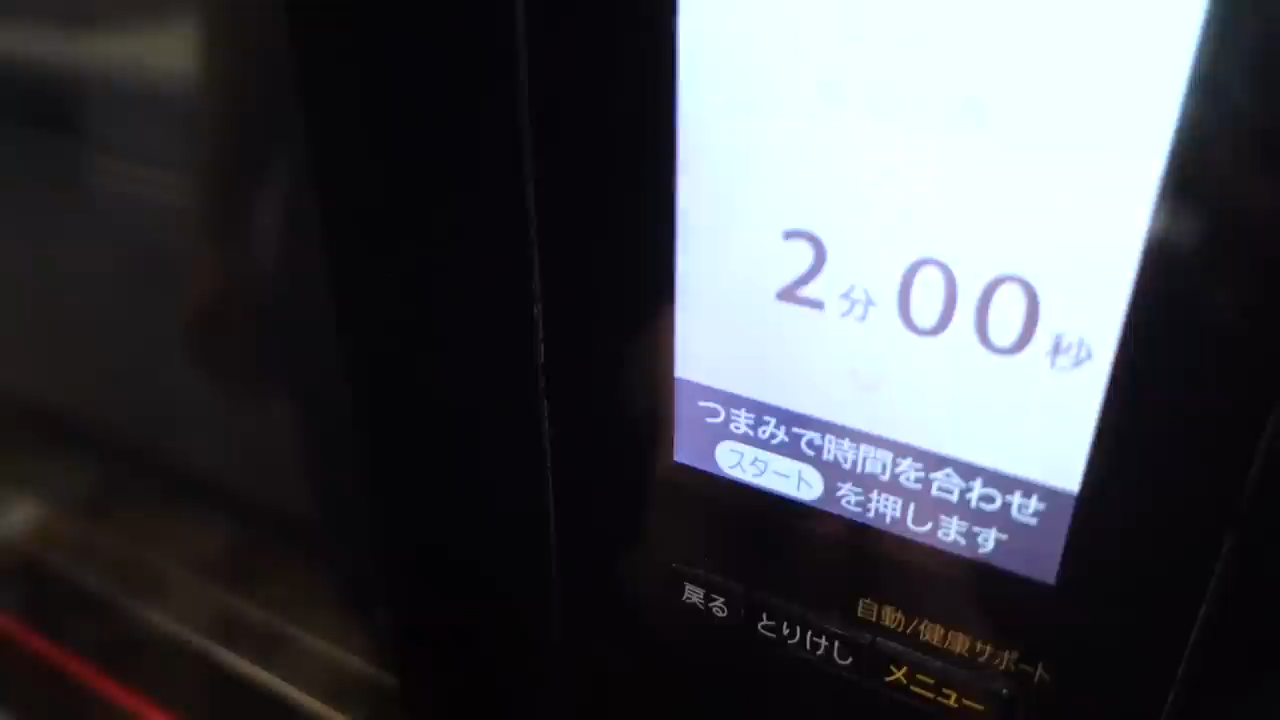 2分00秒
つまみで時間を合わせ
スタート を押します
自動/健康サポート
戻る とりけし メニュー